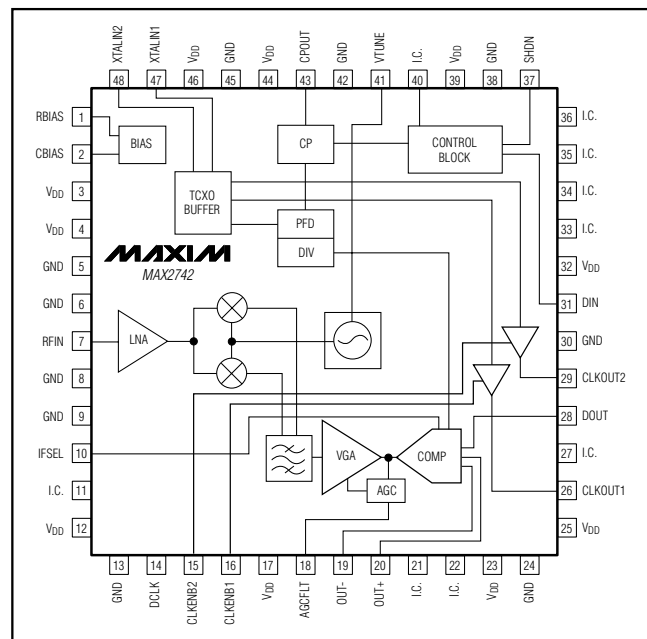 XTALIN2
XTALIN1
VDD
GND
VDD
CPOUT
GND
VTUNE
I.C.
VDD
GND
SHDN
48
47
46
45
44
43
42
41
40
39
38
37
RBIAS 1
CBIAS 2
VDD 3
VDD 4
GND 5
GND 6
RFIN 7
GND 8
GND 9
IFSEL 10
I.C. 11
VDD 12
BIAS
TCXO
BUFFER
CP
PFD
DIV
CONTROL
BLOCK
MAXIM
MAX2742
LNA
VGA
AGC
COMP
36 I.C.
35 I.C.
34 I.C.
33 I.C.
32 VDD
31 DIN
30 GND
29 CLKOUT2
28 DOUT
27 I.C.
26 CLKOUT1
25 VDD
13
14
15
16
17
18
19
20
21
22
23
24
GND
DCLK
CLKENB2
CLKENB1
VDD
AGCFLT
OUT-
OUT+
I.C.
I.C.
VDD
GND